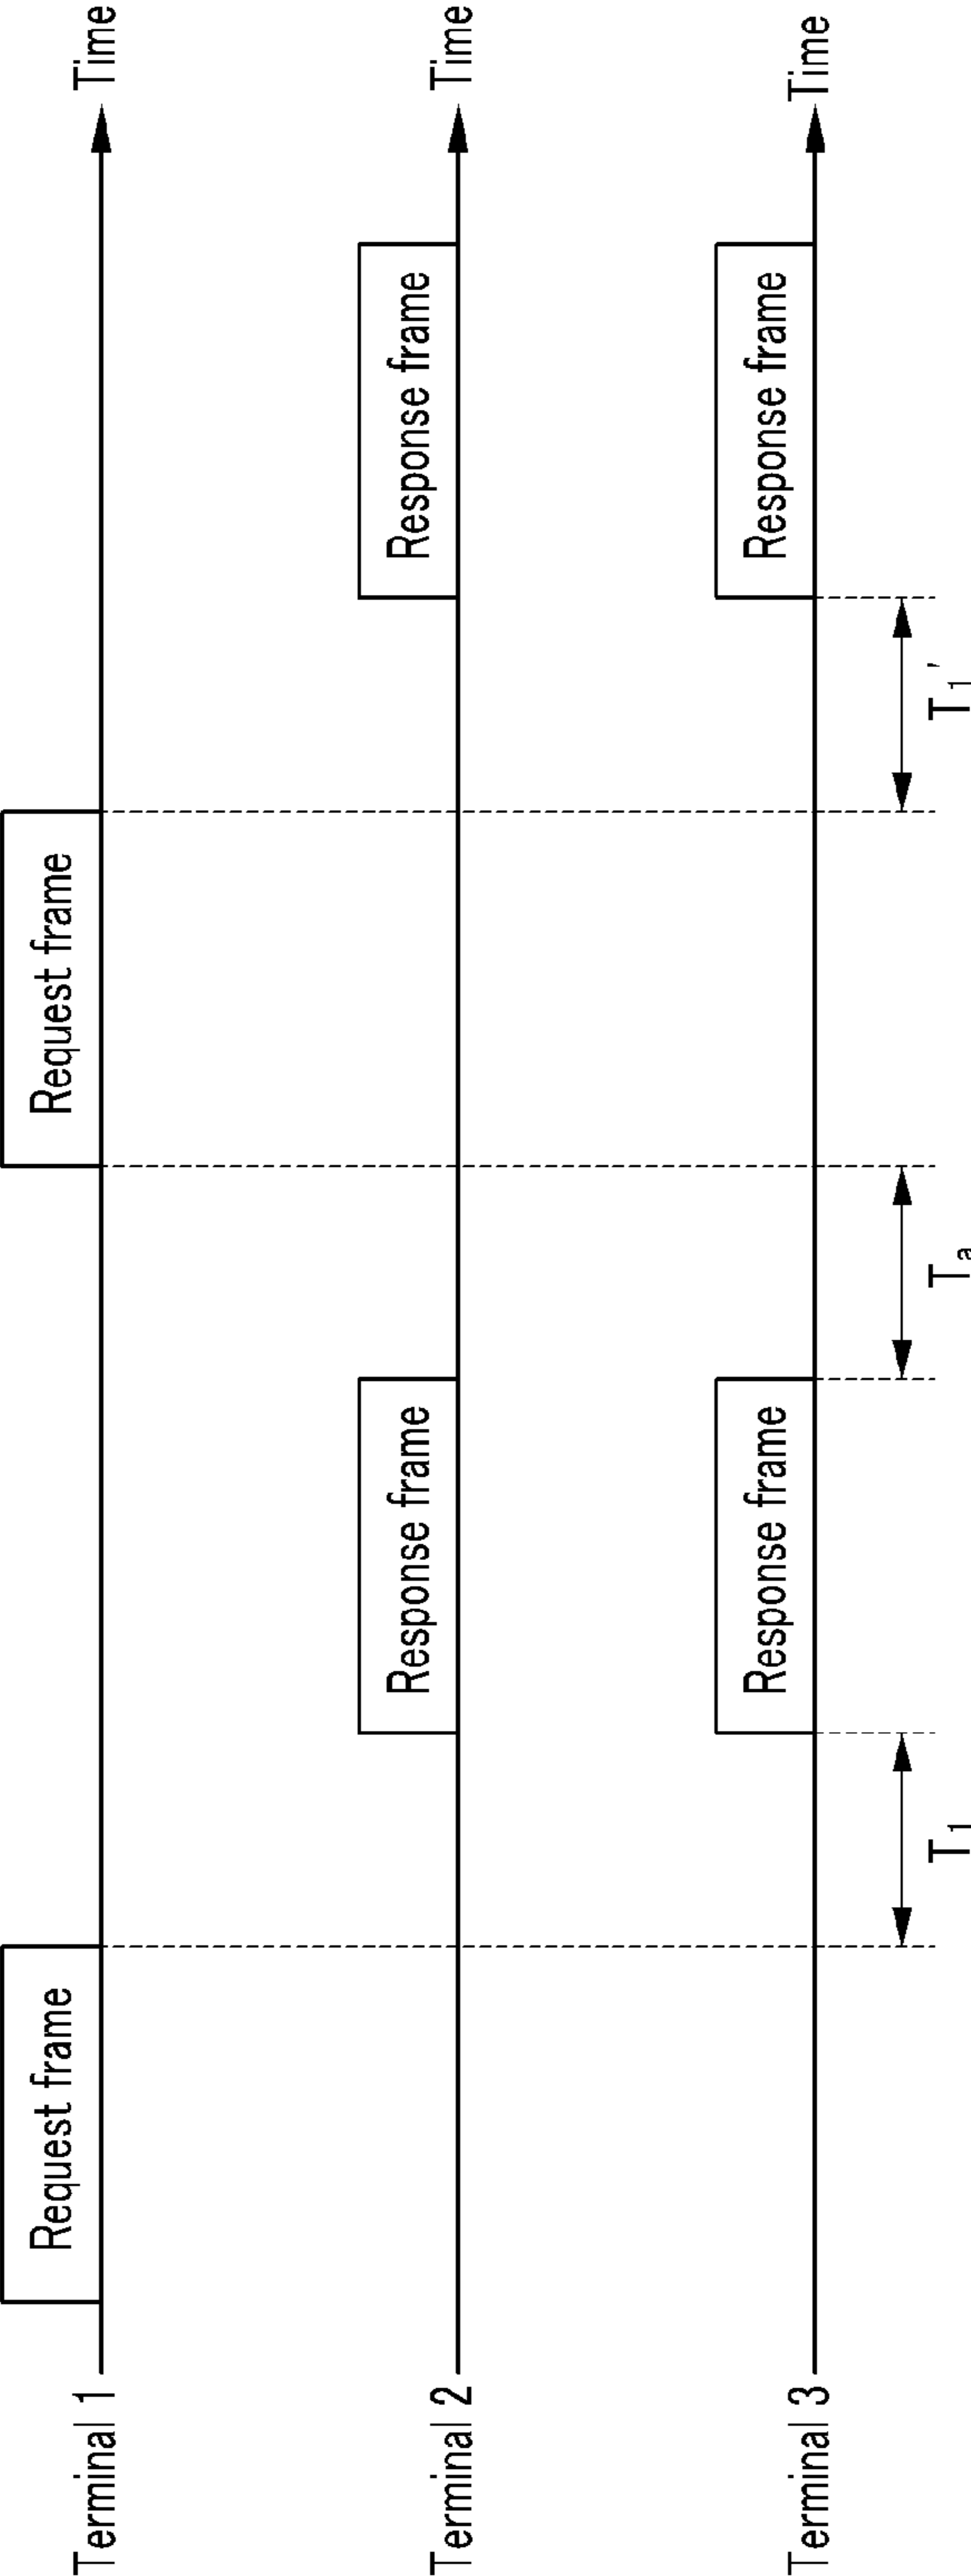 Terminal 1
Request frame
Request frame
Time
Terminal 2
Response frame
Response frame
Time
Terminal 3
Response frame
Response frame
Time
T1
Ta
T1'